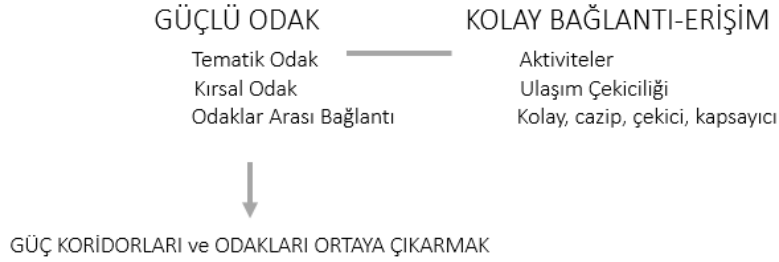 GÜÇLÜ ODAK
Tematik Odak
Kırsal Odak
Odaklar Arası Bağlantı
KOLAY BAĞLANTI-ERİŞİM
Aktiviteler
Ulaşım Çekiciliği
Kolay, cazip, çekici, kapsayıcı
GÜÇ KORİDORLARI ve ODAKLARI ORTAYA ÇIKARMAK